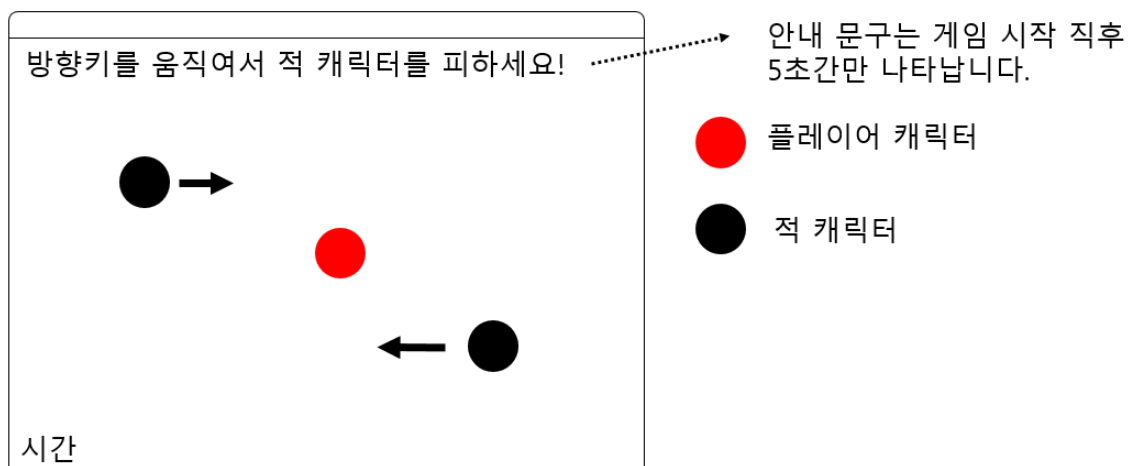 방향키를 움직여서 적 캐릭터를 피하세요!
안내 문구는 게임 시작 직후
5초간만 나타납니다.
플레이어 캐릭터
적 캐릭터
시간